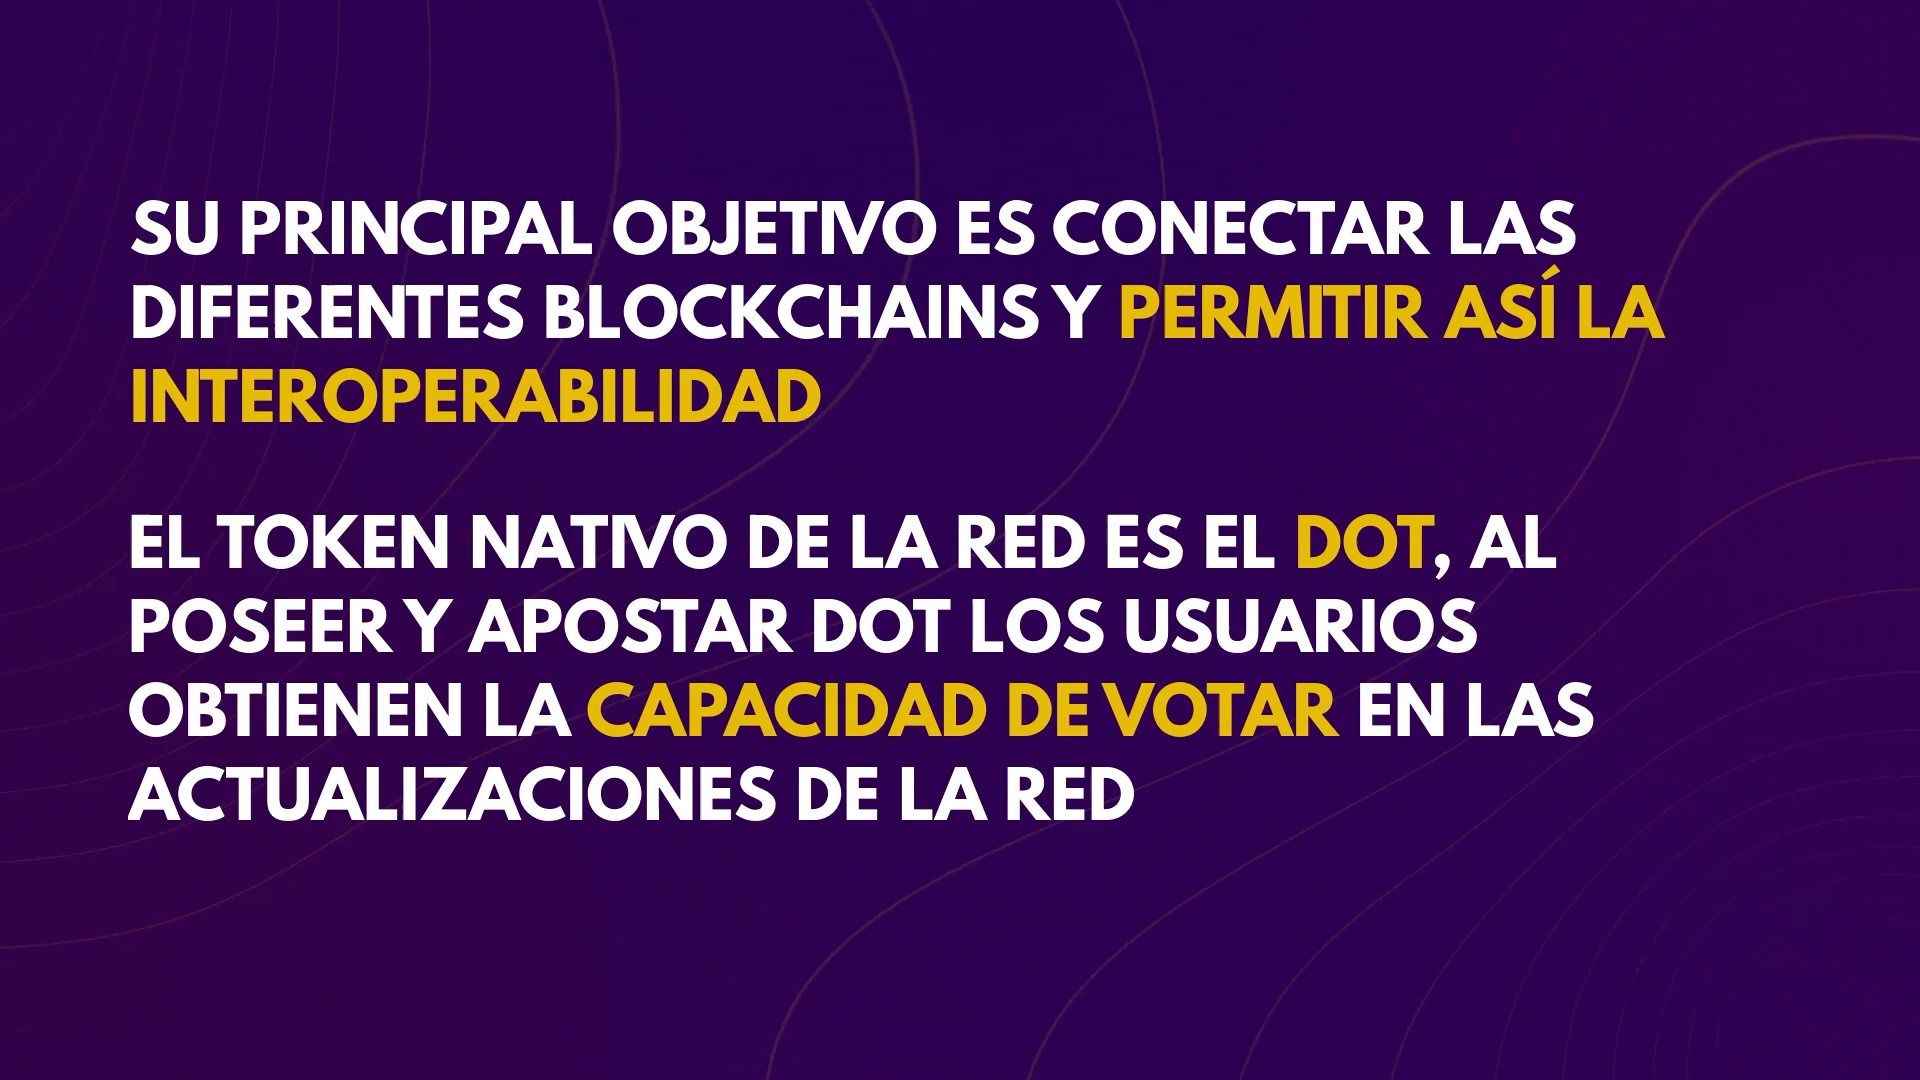 SU PRINCIPAL OBJETIVO ES CONECTAR LAS
DIFERENTES BLOCKCHAINS Y PERMITIR ASÍ LA
INTEROPERABILIDAD
EL TOKEN NATIVO DE LA RED ES EL DOT, AL
POSEER Y APOSTAR DOT LOS USUARIOS
OBTIENEN LA CAPACIDAD DE VOTAR EN LAS
ACTUALIZACIONES DE LA RED